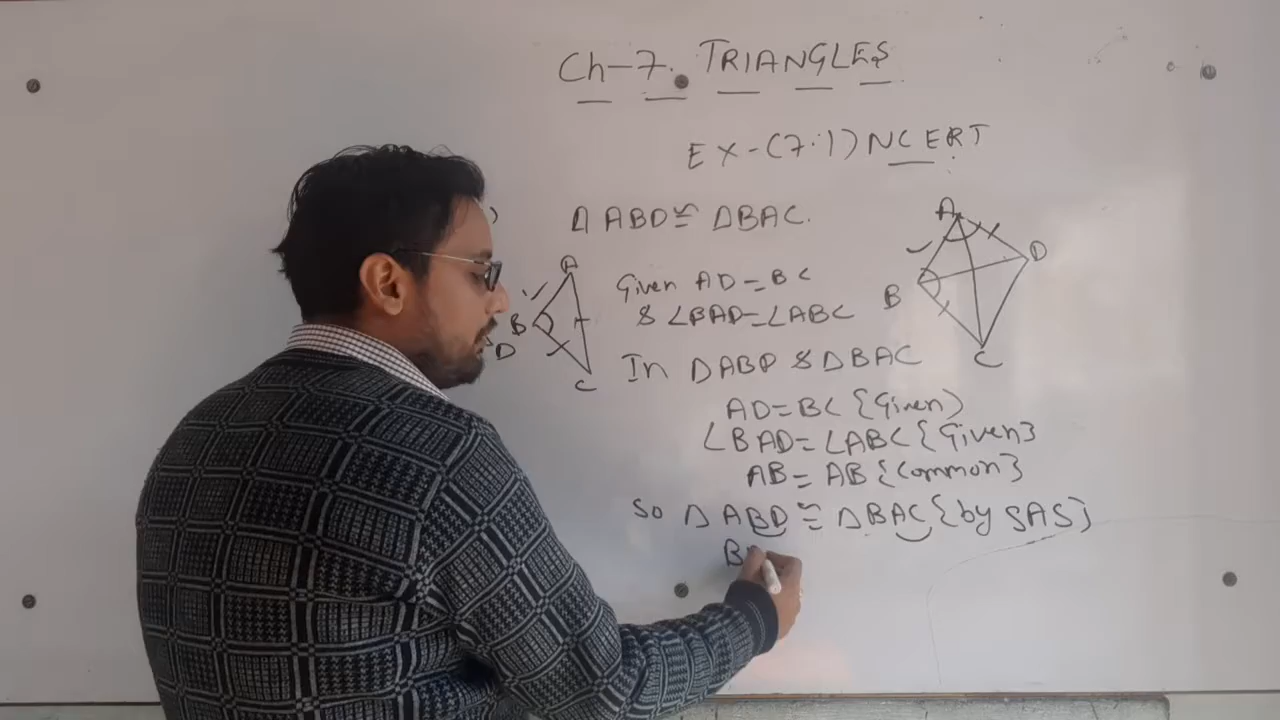 Ch-7. TRIANGLES
EX-(7.1) NCERT
) Δ ABD ≅ Δ BAC.
Given AD = BC
& ∠BAD = ∠ABC
In Δ ABD & Δ BAC
AD = BC {Given}
∠BAD = ∠ABC {Given}
AB = AB {Common}
So Δ ABD ≅ Δ BAC {by SAS}
B
A
B
D
C
A
B
D
C